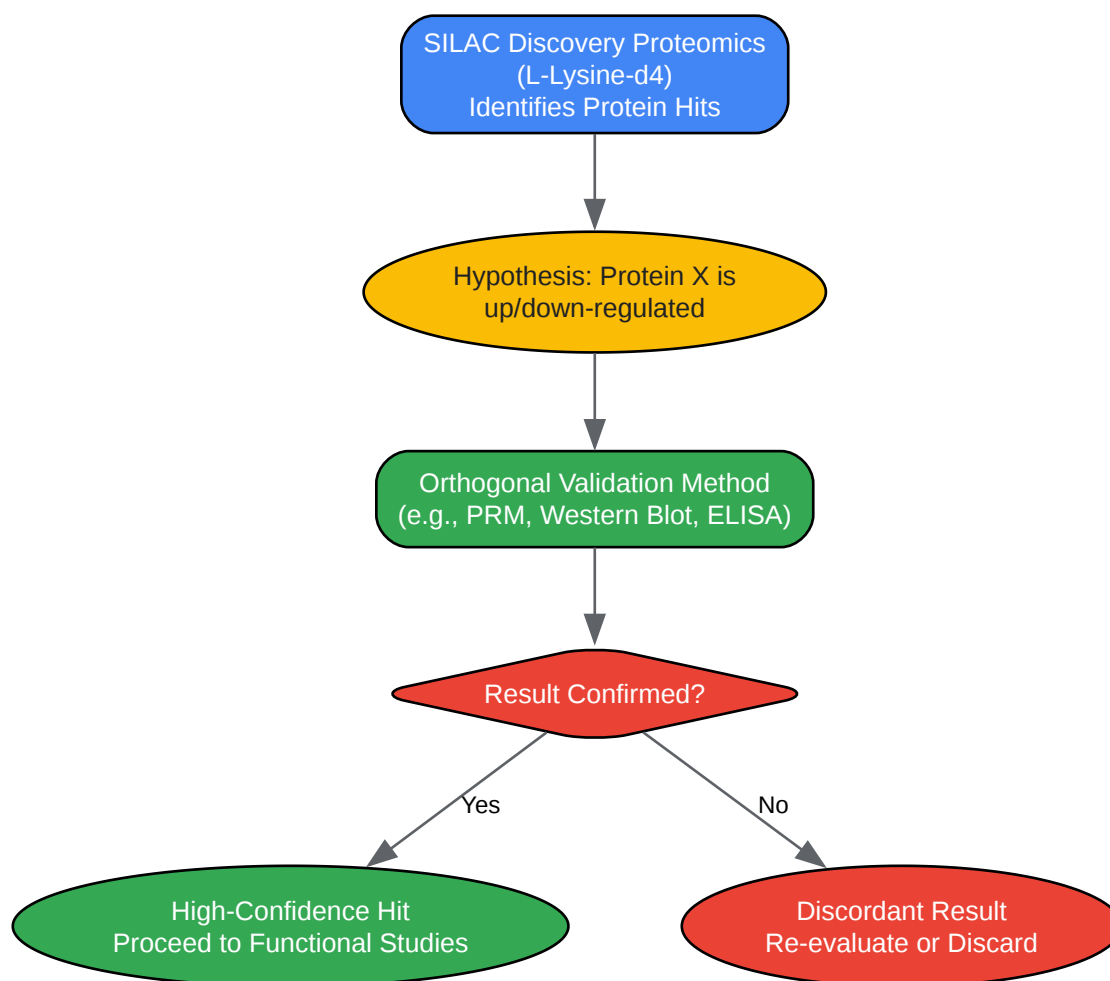 SILAC Discovery Proteomics
(L-Lysine-d4)
Identifies Protein Hits
Hypothesis: Protein X is
up/down-regulated
Orthogonal Validation Method
(e.g., PRM, Western Blot, ELISA)
Result Confirmed?
Yes
No
High-Confidence Hit
Proceed to Functional Studies
Discordant Result
Re-evaluate or Discard